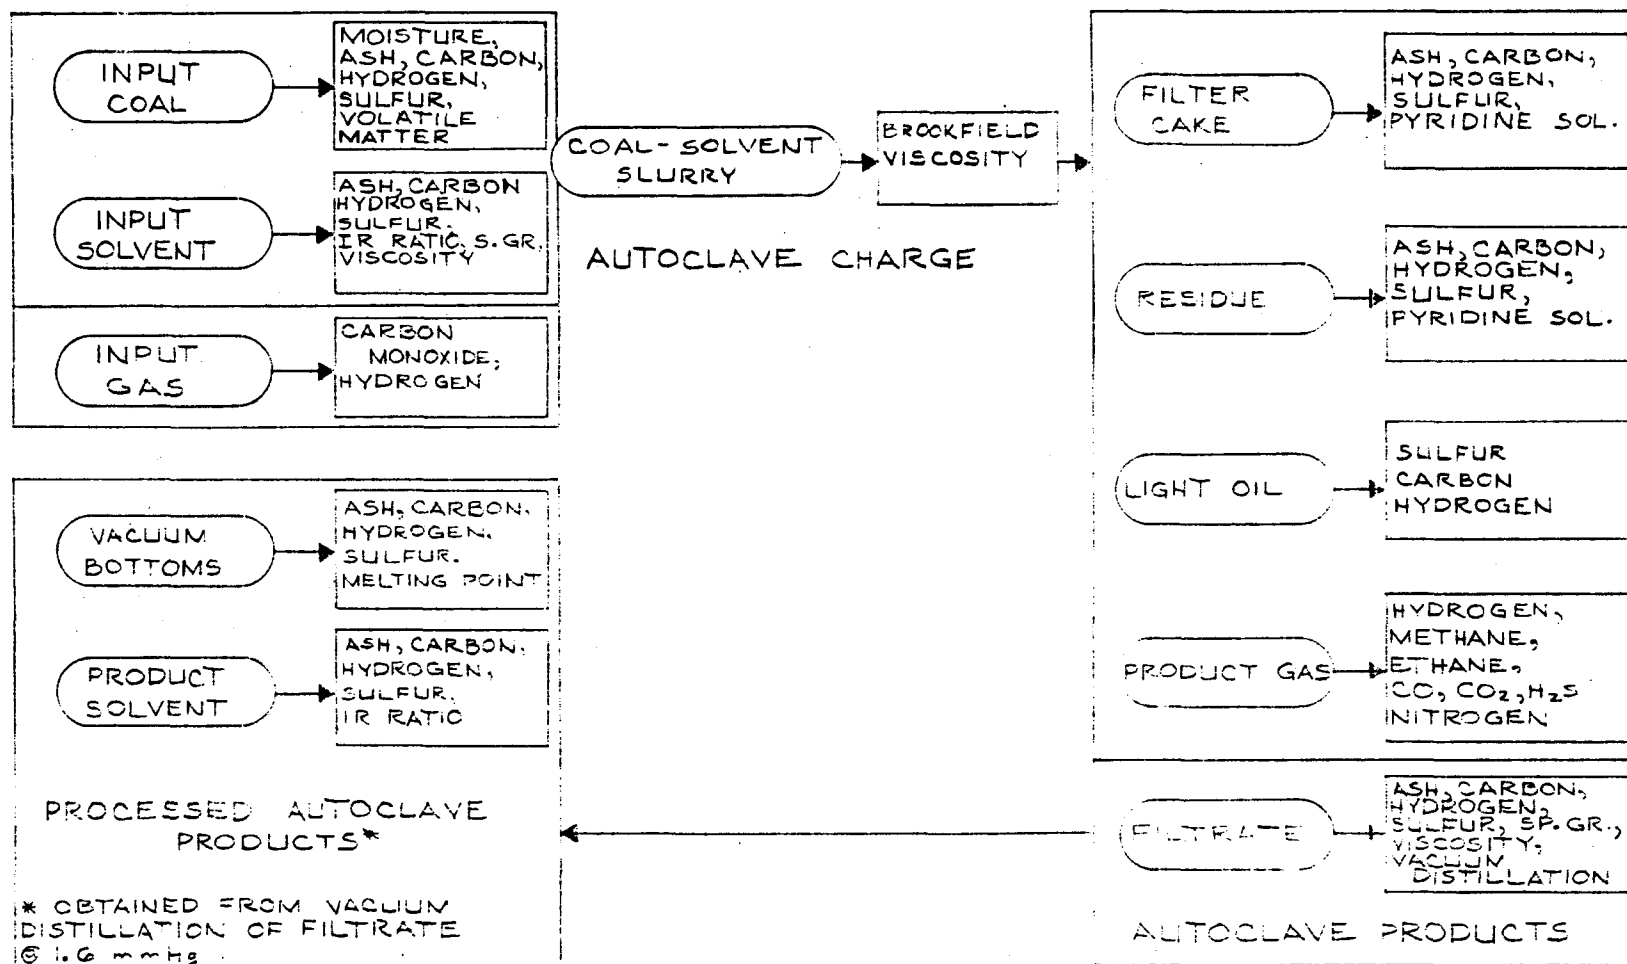 INPUT
COAL
MOISTURE,
ASH, CARBON,
HYDROGEN,
SULFUR,
VOLATILE
MATTER
INPUT
SOLVENT
ASH, CARBON
HYDROGEN,
SULFUR.
IR RATIO, S.GR.
VISCOSITY
INPUT
GAS
CARBON
MONOXIDE,
HYDROGEN
COAL-SOLVENT
SLURRY
BROOKFIELD
VISCOSITY
AUTOCLAVE CHARGE
FILTER
CAKE
ASH, CARBON,
HYDROGEN,
SULFUR,
PYRIDINE SOL.
RESIDUE
ASH, CARBON,
HYDROGEN,
SULFUR,
PYRIDINE SOL.
LIGHT OIL
SULFUR
CARBON
HYDROGEN
PRODUCT GAS
HYDROGEN,
METHANE,
ETHANE,
CO, CO₂, H₂S
NITROGEN
FILTRATE
ASH, CARBON,
HYDROGEN,
SULFUR, SP. GR.,
VISCOSITY,
VACUUM
DISTILLATION
AUTOCLAVE PRODUCTS
VACUUM
BOTTOMS
ASH, CARBON.
HYDROGEN.
SULFUR.
MELTING POINT
PRODUCT
SOLVENT
ASH, CARBON.
HYDROGEN,
SULFUR.
IR RATIO
PROCESSED AUTOCLAVE
PRODUCTS*
* OBTAINED FROM VACUUM
DISTILLATION OF FILTRATE
@ 1.6 mmHg